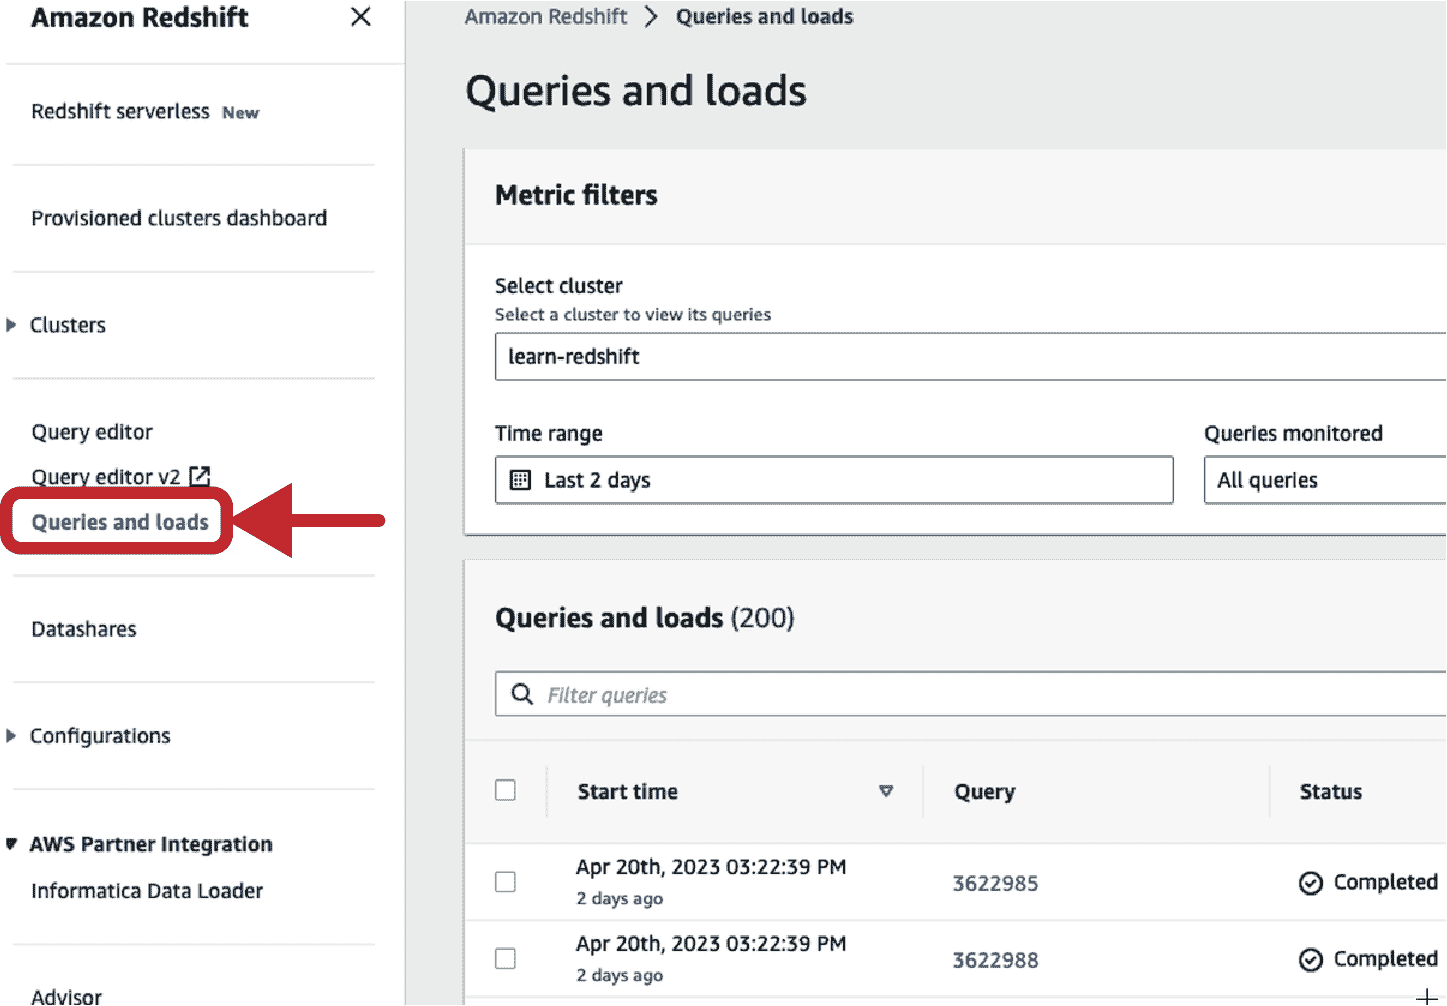 Amazon Redshift
Redshift serverless New
Provisioned clusters dashboard
Clusters
Query editor
Query editor v2
Queries and loads
Datashares
Configurations
AWS Partner Integration
Informatica Data Loader
Advisor
Amazon Redshift > Queries and loads
Queries and loads
Metric filters
Select cluster
Select a cluster to view its queries
learn-redshift
Time range
Queries monitored
Last 2 days
All queries
Queries and loads (200)
Filter queries
Start time Query Status
Apr 20th, 2023 03:22:39 PM
2 days ago
3622985
Completed
Apr 20th, 2023 03:22:39 PM
2 days ago
3622988
Completed